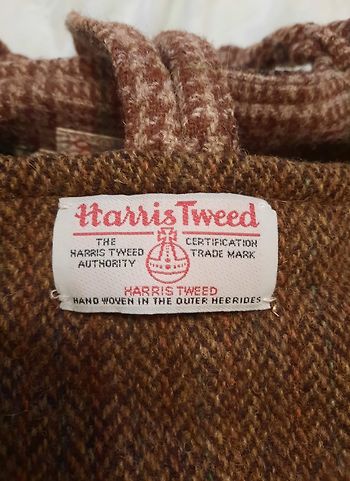 Harris Tweed
THE HARRIS TWEED AUTHORITY
CERTIFICATION TRADE MARK
HARRIS TWEED
HAND WOVEN IN THE OUTER HEBRIDES